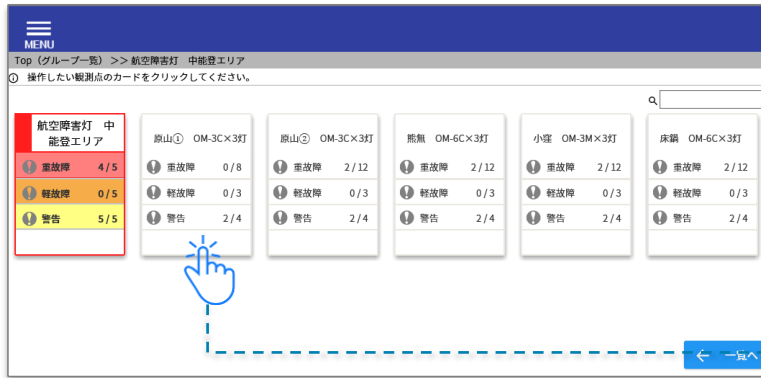 MENU
Top (グループ一覧) >> 航空障害灯 中能登エリア
操作したい観測点のカードをクリックしてください。
航空障害灯 中
能登エリア
重故障 4/5
軽故障 0/5
警告 5/5
原山① OM-3C×3灯
重故障 0/8
軽故障 0/3
警告 2/4
原山② OM-3C×3灯
重故障 2/12
軽故障 0/3
警告 2/4
熊無 OM-6C×3灯
重故障 2/12
軽故障 0/3
警告 2/4
小窪 OM-3M×3灯
重故障 2/12
軽故障 0/3
警告 2/4
床鍋 OM-6C×3灯
重故障 2/12
軽故障 0/3
警告 2/4
← 一覧へ